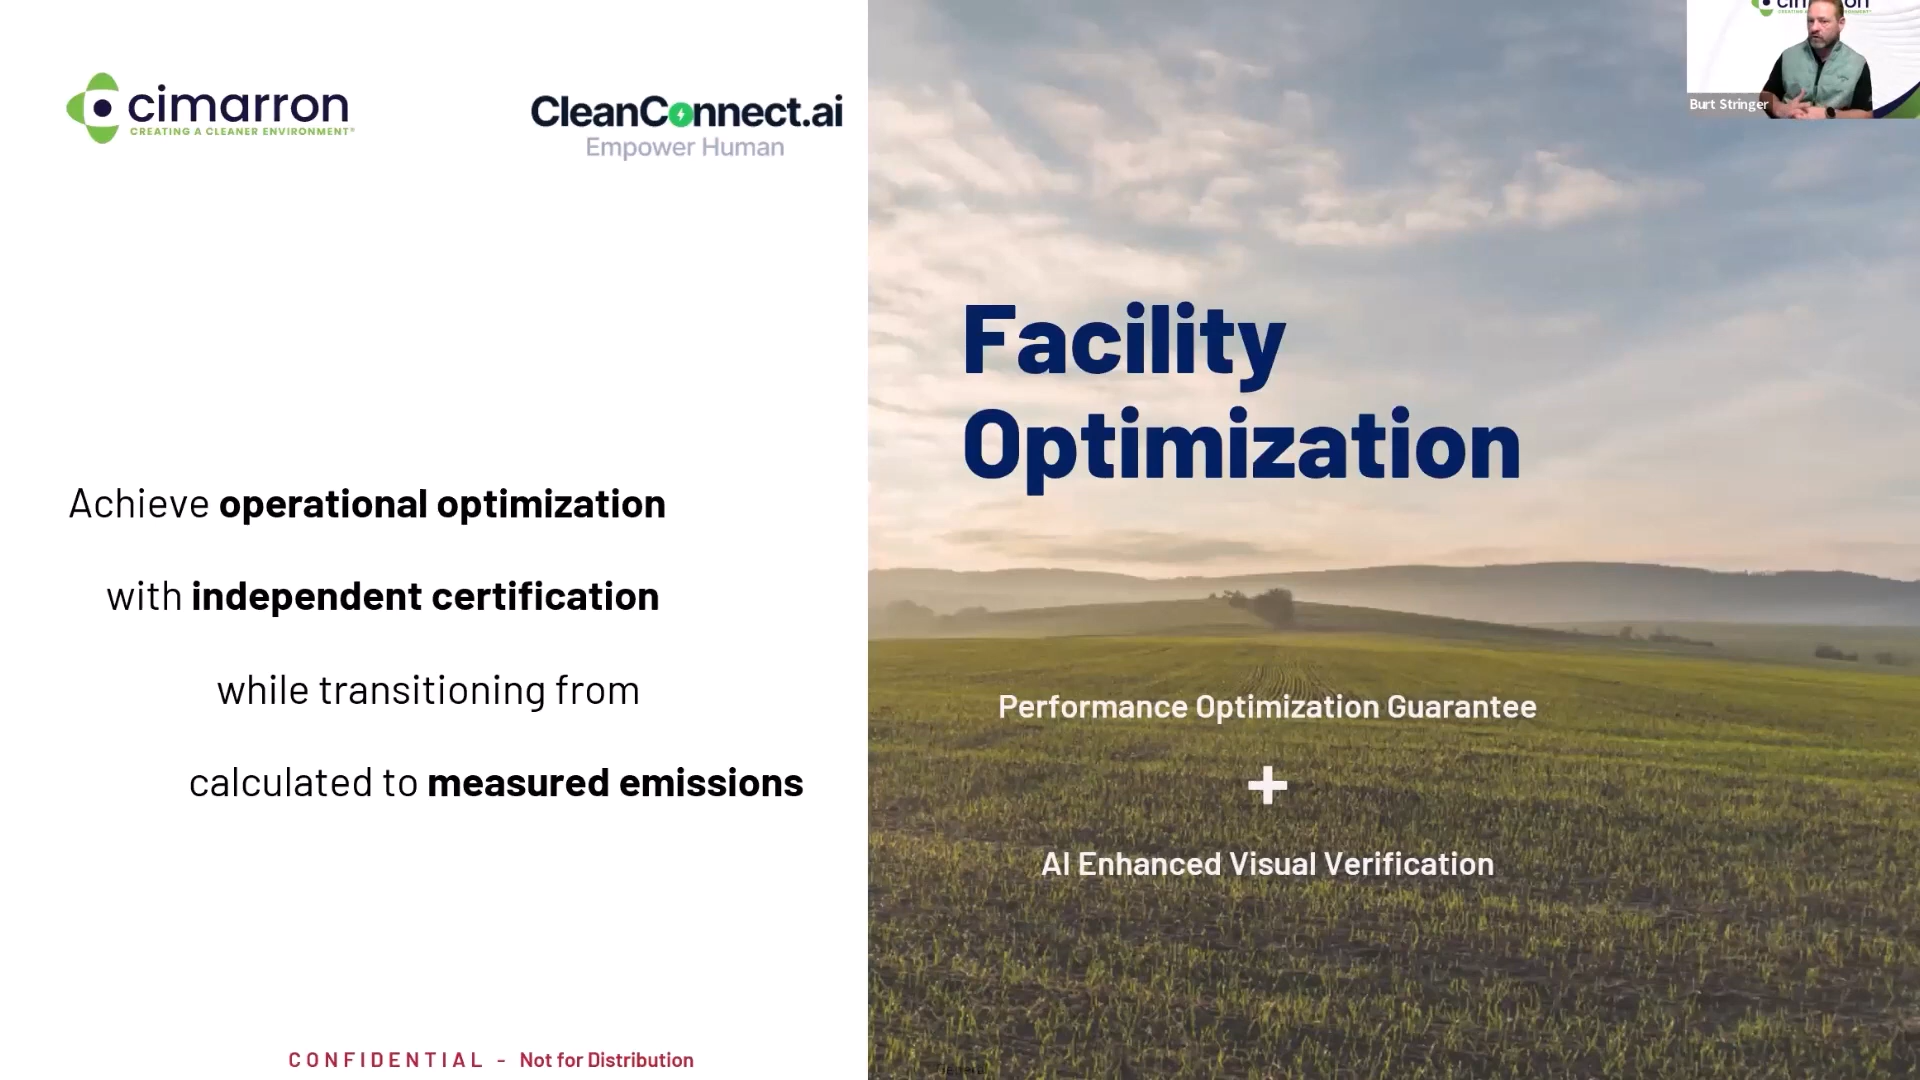 cimarron
CREATING A CLEANER ENVIRONMENT®
CleanConnect.ai
Empower Human
Achieve operational optimization
with independent certification
while transitioning from
calculated to measured emissions
CONFIDENTIAL - Not for Distribution
Facility
Optimization
Performance Optimization Guarantee
+
AI Enhanced Visual Verification
Burt Stringer